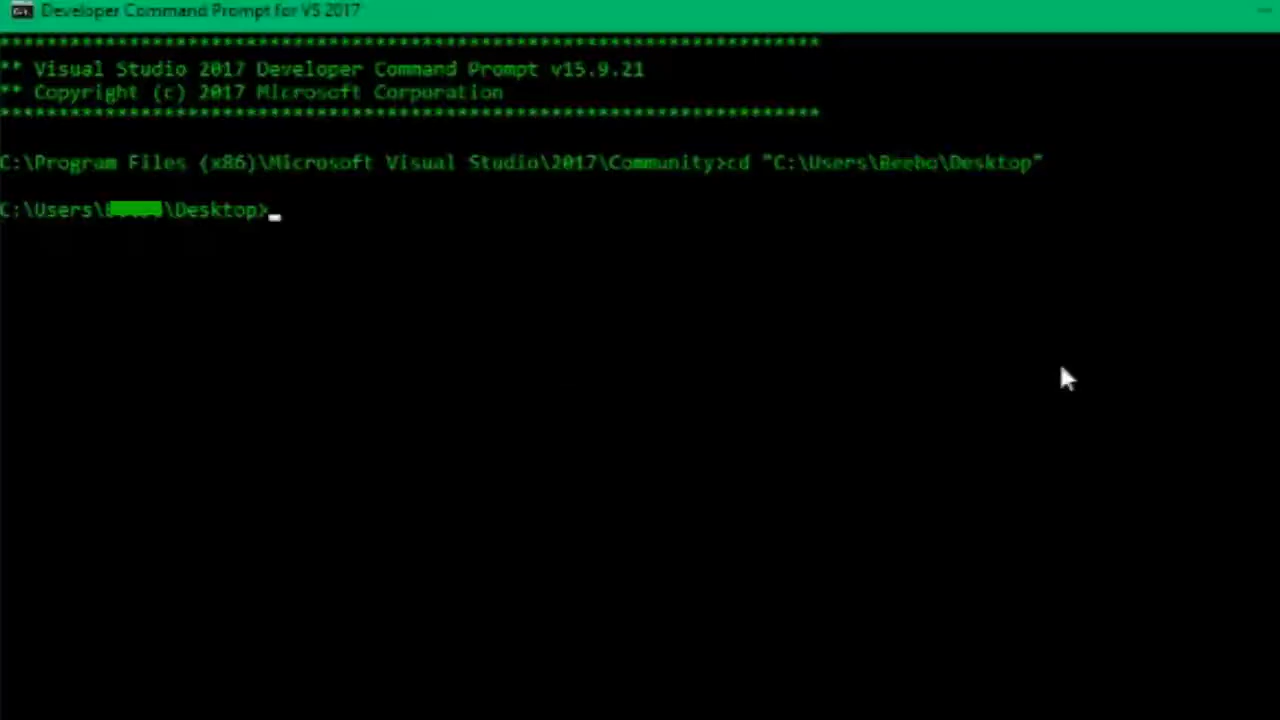 Developer Command Prompt for VS 2017
**********************************************************************
** Visual Studio 2017 Developer Command Prompt v15.9.21
** Copyright (c) 2017 Microsoft Corporation
**********************************************************************
C:\Program Files (x86)\Microsoft Visual Studio\2017\Community>cd "C:\Users\Beebo\Desktop"
C:\Users\ \Desktop>